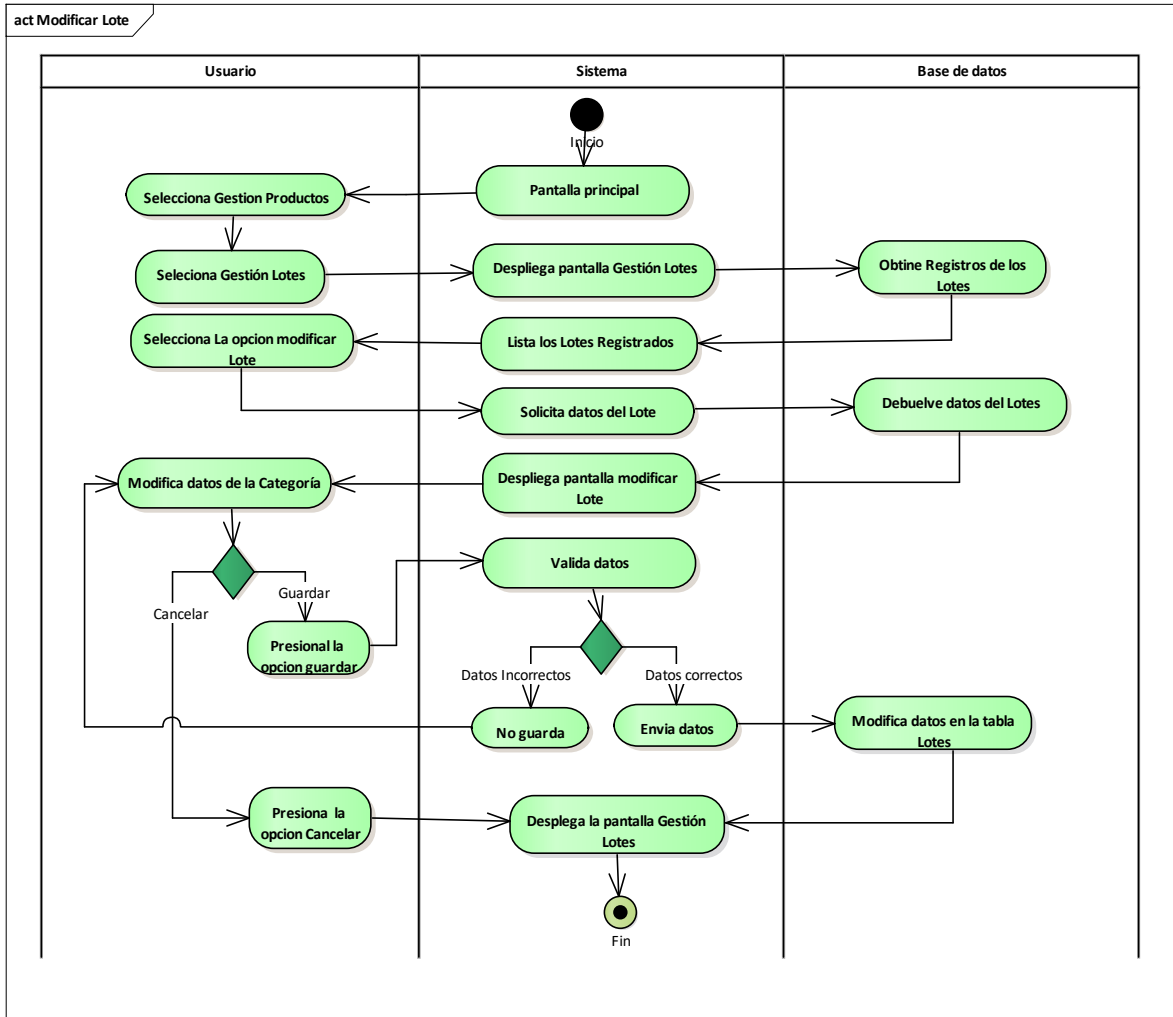 act Modificar Lote
Usuario
Sistema
Base de datos
Inicio
Pantalla principal
Selecciona Gestion Productos
Seleciona Gestión Lotes
Despliega pantalla Gestión Lotes
Obtine Registros de los
Lotes
Selecciona La opcion modificar
Lote
Lista los Lotes Registrados
Solicita datos del Lote
Debuelve datos del Lotes
Modifica datos de la Categoría
Despliega pantalla modificar
Lote
Valida datos
Guardar
Cancelar
Presional la
opcion guardar
Datos Incorrectos
Datos correctos
No guarda
Envia datos
Modifica datos en la tabla
Lotes
Presiona la
opcion Cancelar
Desplega la pantalla Gestión
Lotes
Fin